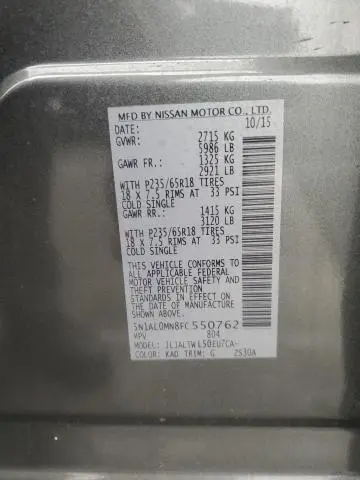 MFD BY NISSAN MOTOR CO., LTD.
DATE: 10/15
GVWR: 2715 KG
5986 LB
GAWR FR.: 1325 KG
2921 LB
WITH P235/65R18 TIRES
18 X 7.5 RIMS AT 33 PSI
COLD SINGLE
GAWR RR.: 1415 KG
3120 LB
WITH P235/65R18 TIRES
18 X 7.5 RIMS AT 33 PSI
COLD SINGLE
THIS VEHICLE CONFORMS TO
ALL APPLICABLE FEDERAL
MOTOR VEHICLE SAFETY
STANDARDS IN EFFECT ON
THE DATE OF MANUFACTURE
SHOWN ABOVE.
5N1AL0MN8FC550762
MPV 804
MODEL: JLJALTWL50EU7CA-
COLOR: KAD TRIM: G 2S30A